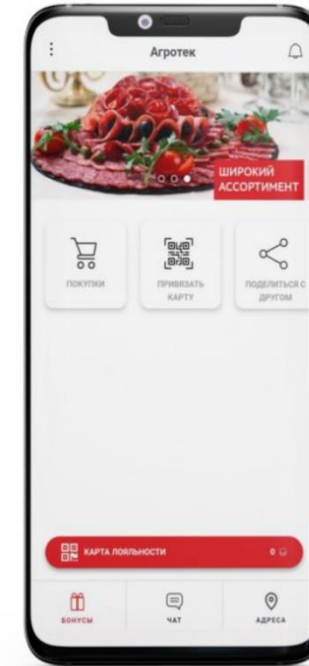 Агротек
ШИРОКИЙ
АССОРТИМЕНТ
ПОКУПКИ
ПРИВЯЗАТЬ
КАРТУ
ПОДЕЛИТЬСЯ С
ДРУГОМ
КАРТА ЛОЯЛЬНОСТИ
0
БОНУСЫ
ЧАТ
АДРЕСА